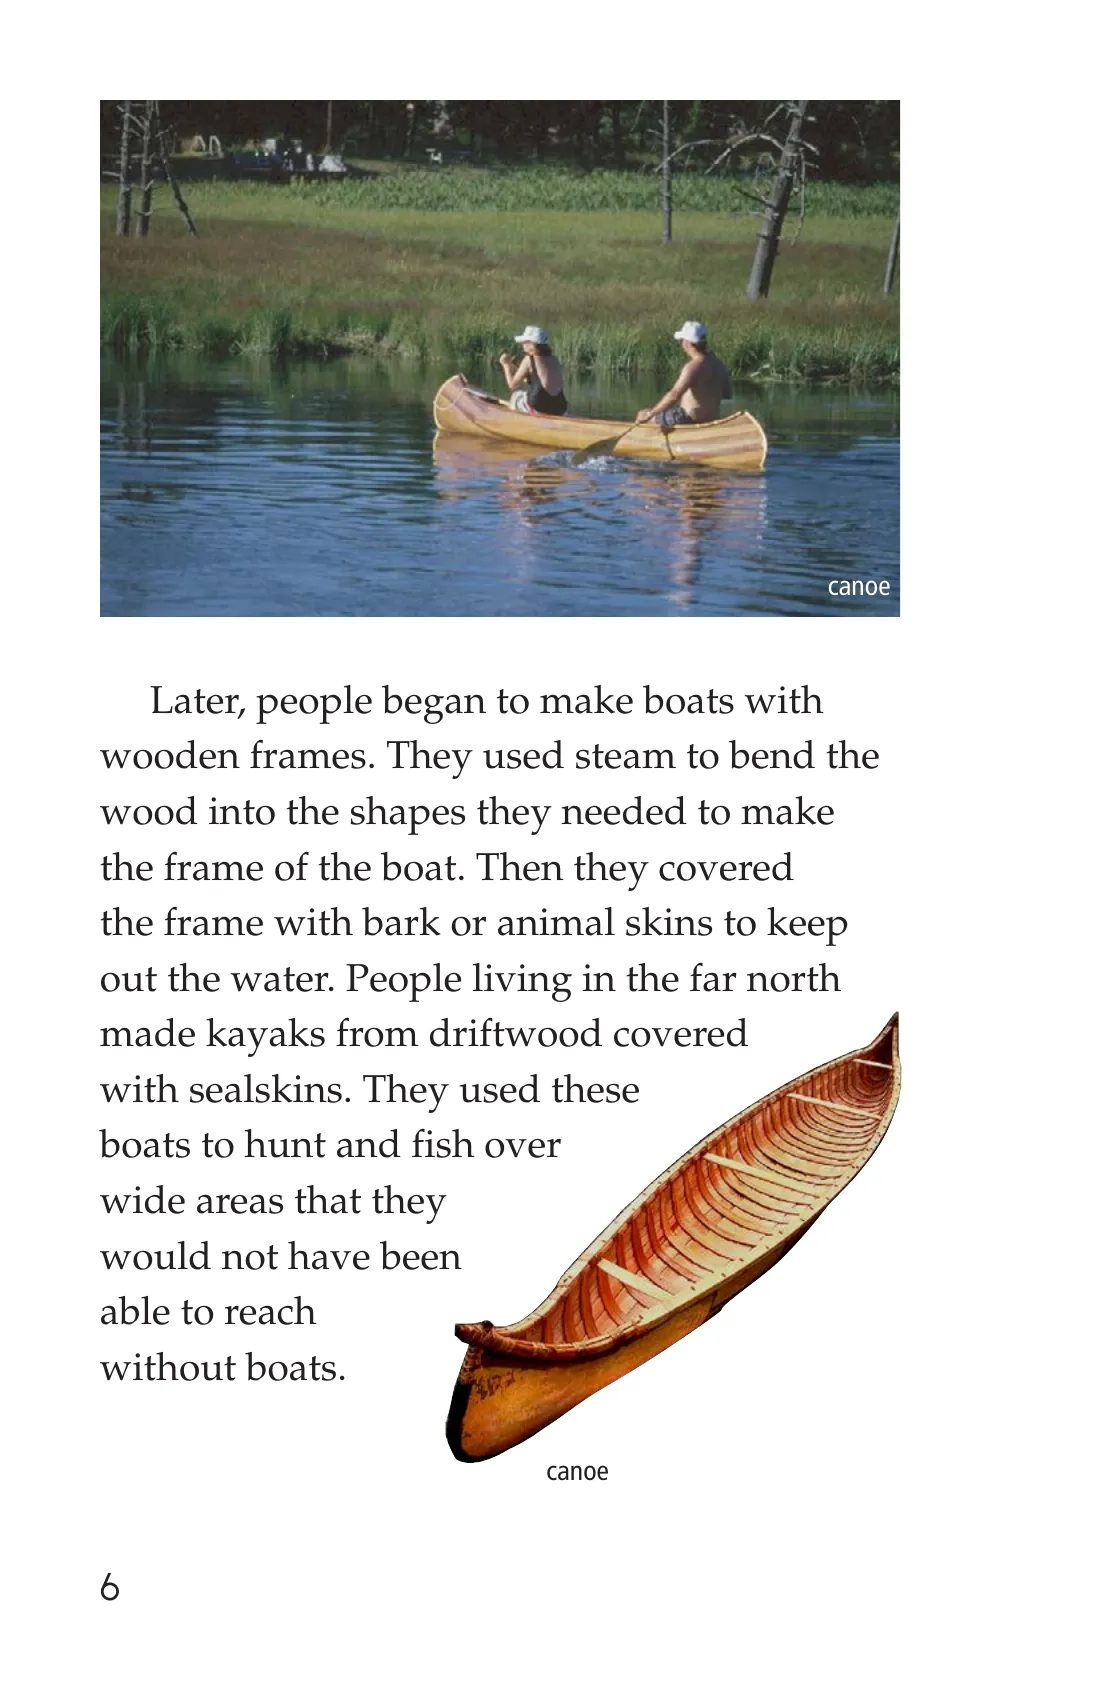 canoe
Later, people began to make boats with
wooden frames. They used steam to bend the
wood into the shapes they needed to make
the frame of the boat. Then they covered
the frame with bark or animal skins to keep
out the water. People living in the far north
made kayaks from driftwood covered
with sealskins. They used these
boats to hunt and fish over
wide areas that they
would not have been
able to reach
without boats.
canoe
6